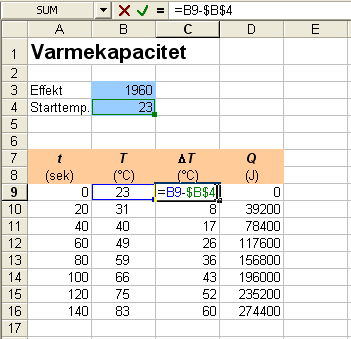 SUM =B9-$B$4
A B C D E
1 Varmekapacitet
2
3 Effekt 1960
4 Starttemp. 23
5
6
7 t T ΔT Q
8 (sek) (°C) (°C) (J)
9 0 23 =B9-$B$4 0
10 20 31 8 39200
11 40 40 17 78400
12 60 49 26 117600
13 80 59 36 156800
14 100 66 43 196000
15 120 75 52 235200
16 140 83 60 274400
17